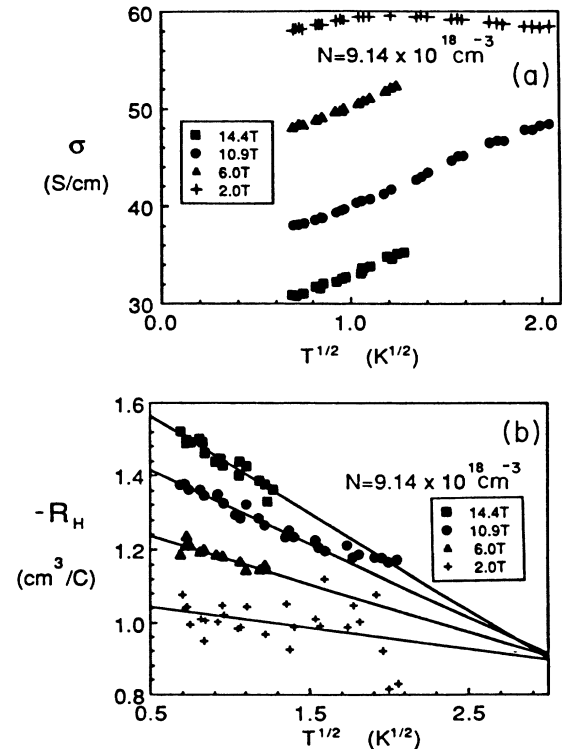 60
N=9.14 x 10^18 cm^-3
(a)
50
σ
(S/cm)
14.4T
10.9T
6.0T
2.0T
40
30
0.0 1.0 2.0
T^1/2 (K^1/2)
1.6
(b)
1.4
N=9.14 x 10^18 cm^-3
-R_H
(cm^3/C)
14.4T
10.9T
6.0T
2.0T
1.2
1.0
0.8
0.5 1.5 2.5
T^1/2 (K^1/2)